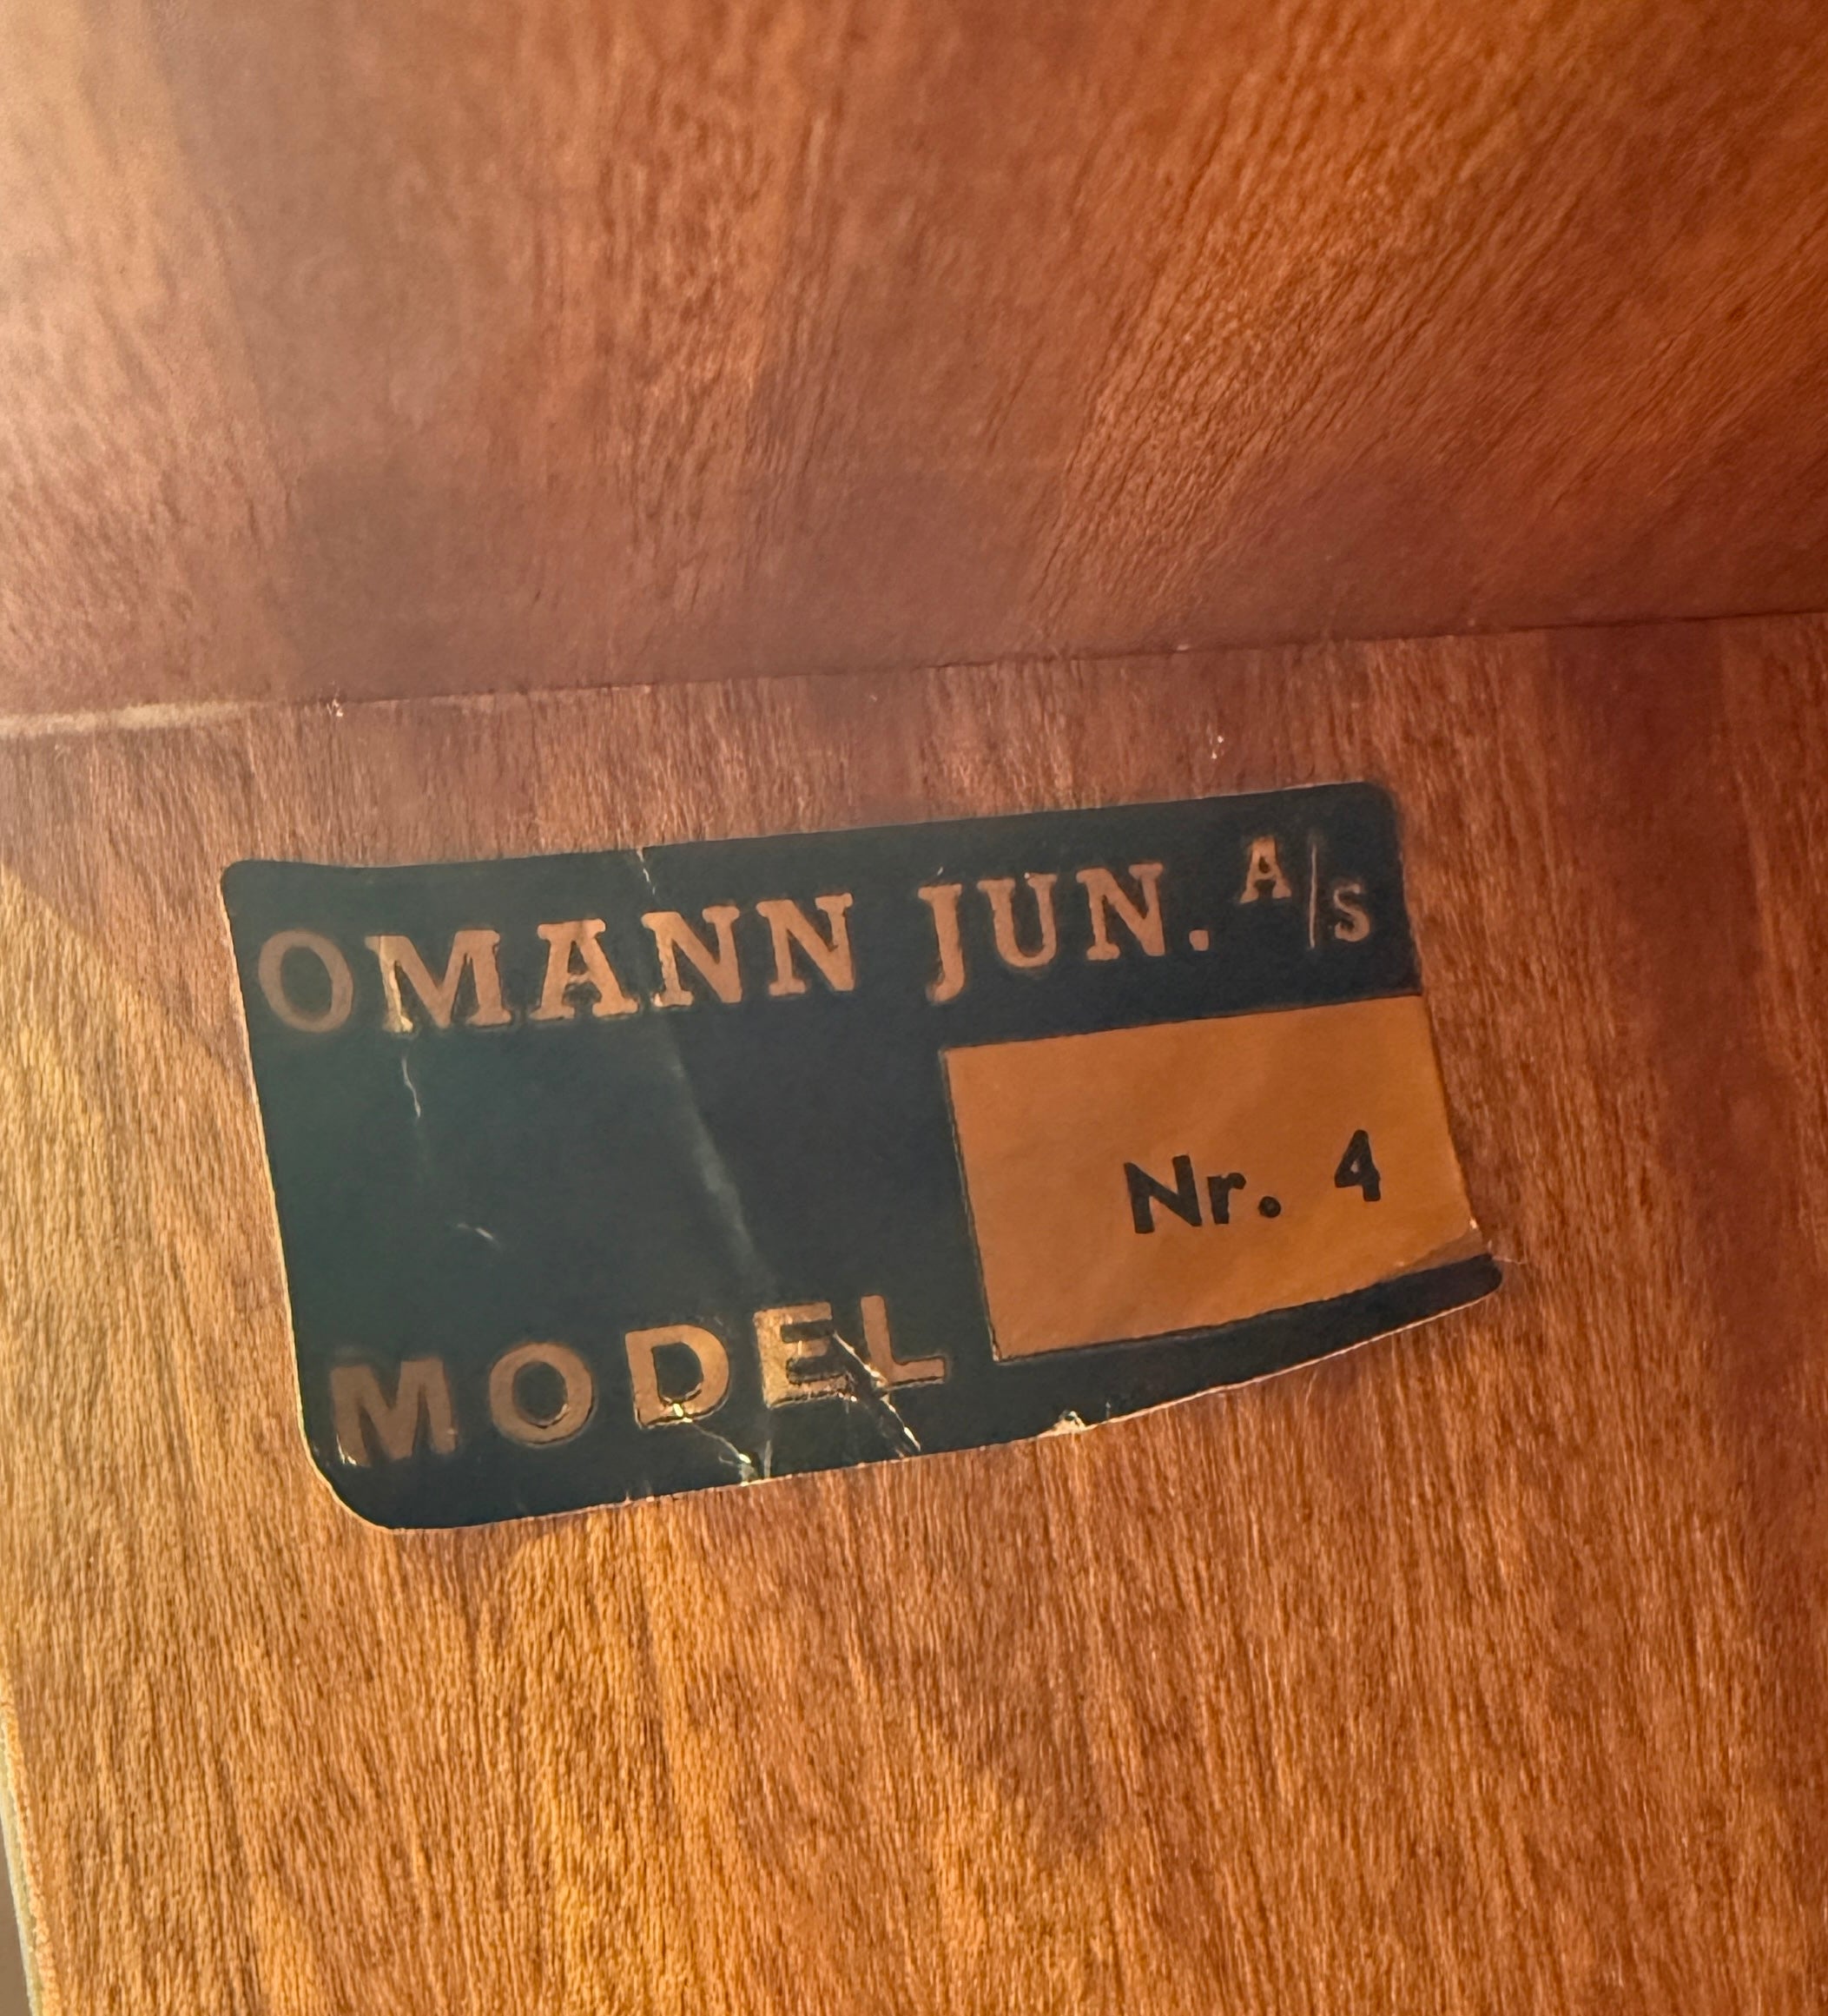 OMANN JUN. A/S
Nr. 4
MODEL